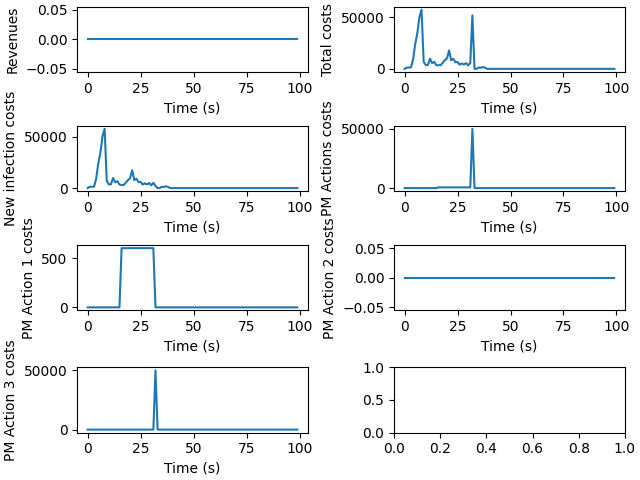 Revenues
0.05
0.00
−0.05
0 25 50 75 100
Time (s)
Total costs
50000
0
0 25 50 75 100
Time (s)
New infection costs
50000
0
0 25 50 75 100
Time (s)
PM Actions costs
50000
0
0 25 50 75 100
Time (s)
PM Action 1 costs
500
0
0 25 50 75 100
Time (s)
PM Action 2 costs
0.05
0.00
−0.05
0 25 50 75 100
Time (s)
PM Action 3 costs
50000
0
0 25 50 75 100
Time (s)
1.0
0.5
0.0
0.0 0.2 0.4 0.6 0.8 1.0